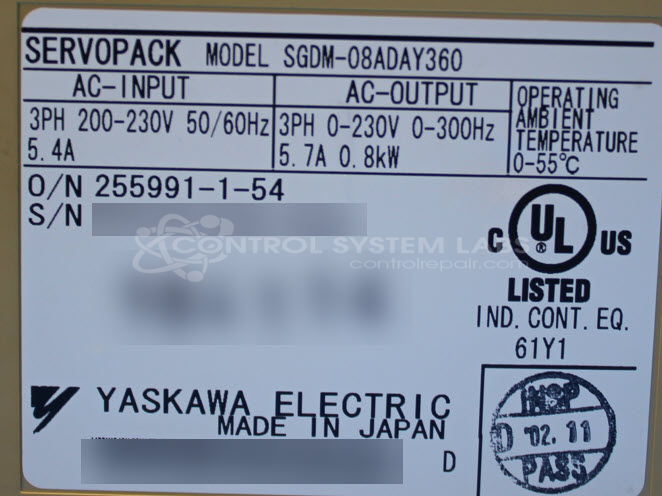 SERVOPACK MODEL SGDM-08ADAY360
AC-INPUT
3PH 200-230V 50/60Hz
5.4A
AC-OUTPUT
3PH 0-230V 0-300Hz
5.7A 0.8kW
OPERATING
AMBIENT
TEMPERATURE
0-55℃
O/N 255991-1-54
S/N
CONTROL SYSTEM LABS
controlrepair.com
C UL US
®
LISTED
IND. CONT. EQ.
61Y1
YASKAWA ELECTRIC
MADE IN JAPAN
D
INSP
D '02.11
PASS